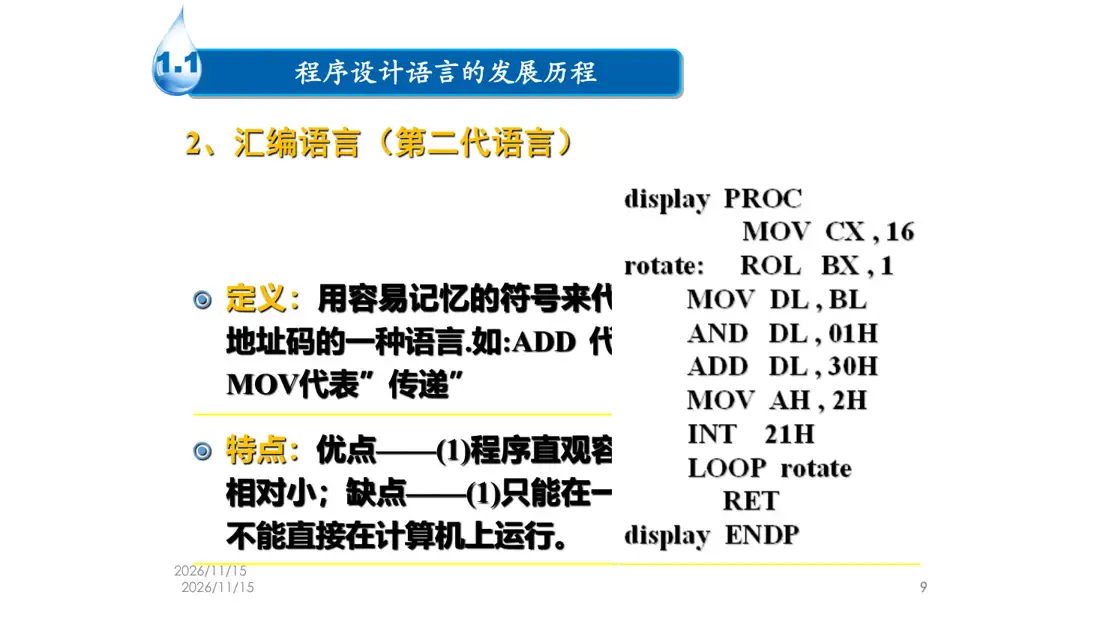 1.1
程序设计语言的发展历程
2、汇编语言（第二代语言）
定义：用容易记忆的符号来代
地址码的一种语言.如:ADD 代
MOV代表”传递”
特点：优点——(1)程序直观容
相对小；缺点——(1)只能在一
不能直接在计算机上运行。
display PROC
MOV CX , 16
rotate: ROL BX , 1
MOV DL , BL
AND DL , 01H
ADD DL , 30H
MOV AH , 2H
INT 21H
LOOP rotate
RET
display ENDP
2026/11/15
2026/11/15
9